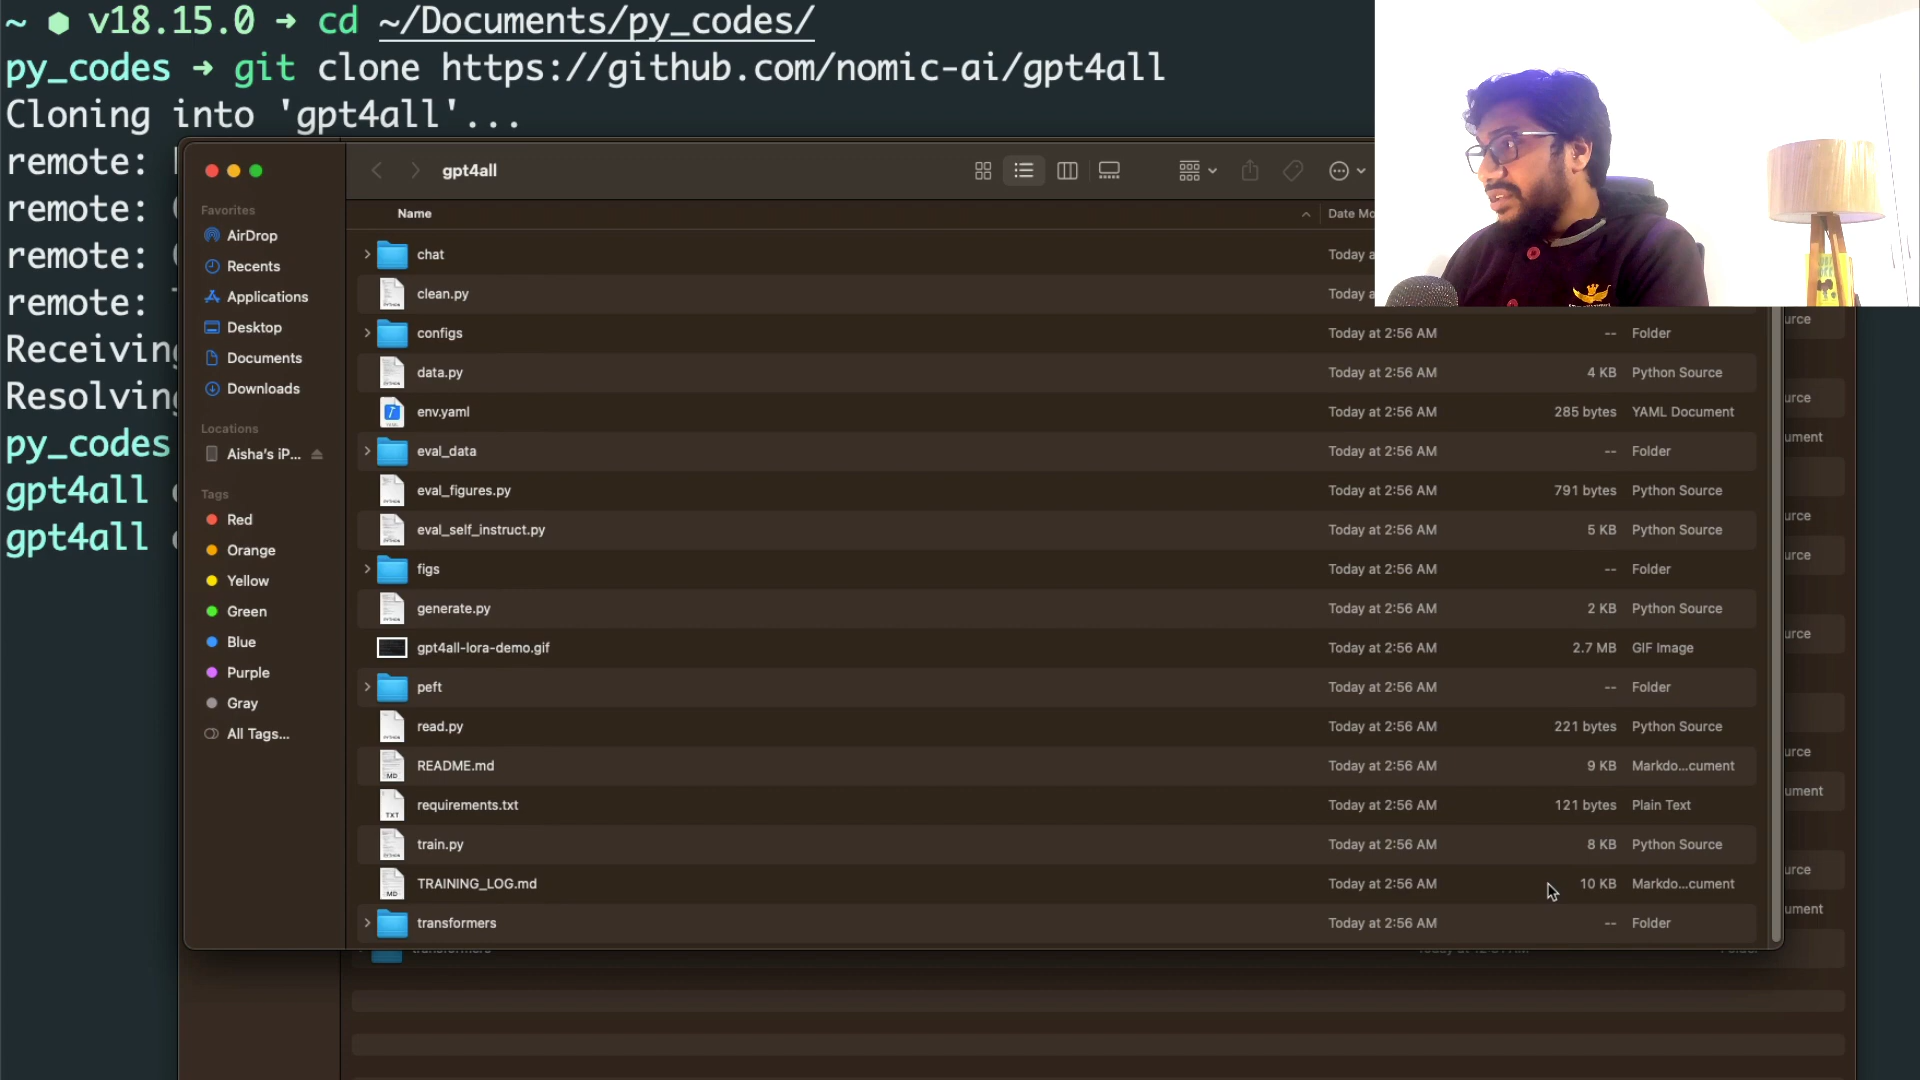 ~ ⬢ v18.15.0 → cd ~/Documents/py_codes/
py_codes → git clone https://github.com/nomic-ai/gpt4all
Cloning into 'gpt4all'...
remote:
remote:
remote:
remote:
Receiving
Resolving
py_codes
gpt4all
gpt4all
gpt4all
Favorites
AirDrop
Recents
Applications
Desktop
Documents
Downloads
Locations
Aisha's iP...
Tags
Red
Orange
Yellow
Green
Blue
Purple
Gray
All Tags...
Name Date Mo
chat Today a
clean.py Today a
configs Today at 2:56 AM -- Folder
data.py Today at 2:56 AM 4 KB Python Source
env.yaml Today at 2:56 AM 285 bytes YAML Document
eval_data Today at 2:56 AM -- Folder
eval_figures.py Today at 2:56 AM 791 bytes Python Source
eval_self_instruct.py Today at 2:56 AM 5 KB Python Source
figs Today at 2:56 AM -- Folder
generate.py Today at 2:56 AM 2 KB Python Source
gpt4all-lora-demo.gif Today at 2:56 AM 2.7 MB GIF Image
peft Today at 2:56 AM -- Folder
read.py Today at 2:56 AM 221 bytes Python Source
README.md Today at 2:56 AM 9 KB Markdo...cument
requirements.txt Today at 2:56 AM 121 bytes Plain Text
train.py Today at 2:56 AM 8 KB Python Source
TRAINING_LOG.md Today at 2:56 AM 10 KB Markdo...cument
transformers Today at 2:56 AM -- Folder